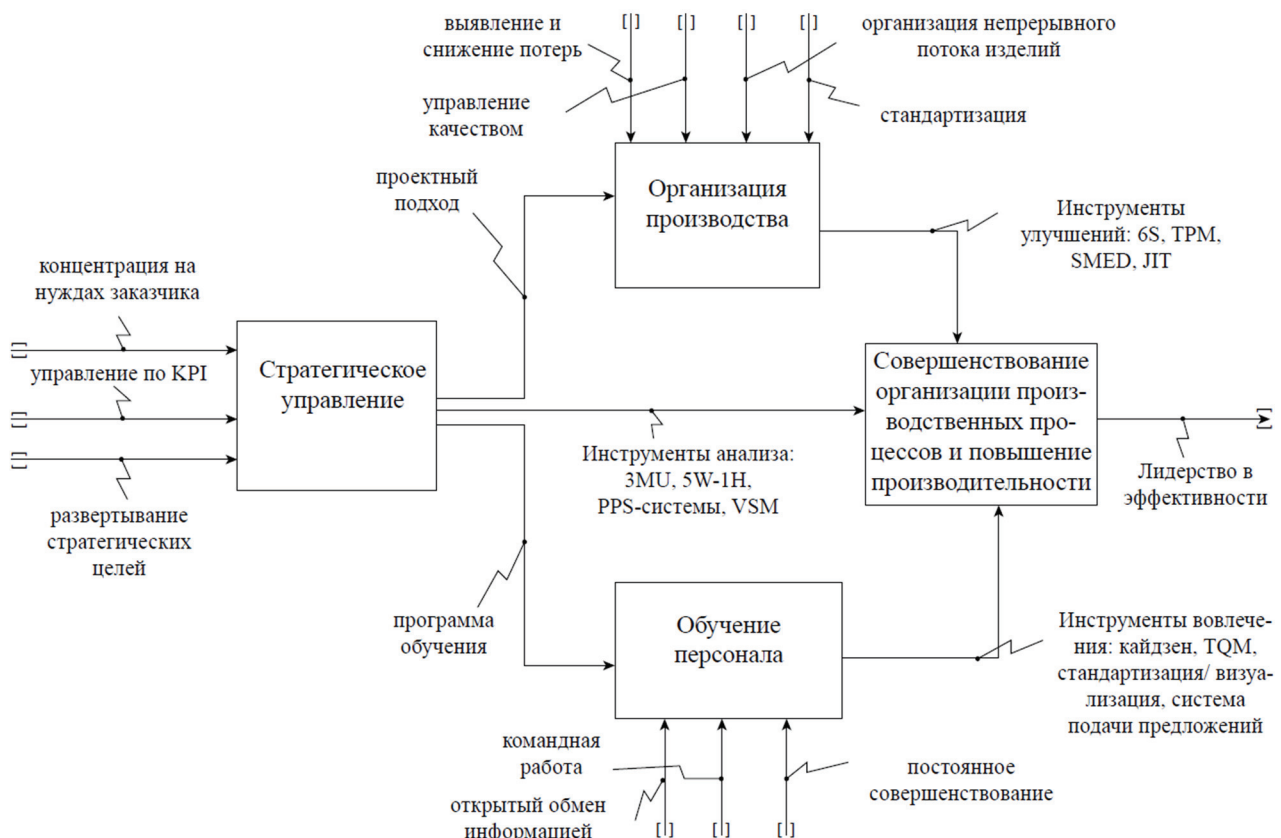 выявление и
снижение потерь
[ ]
[ ]
[ ]
[ ]
организация непрерывного
потока изделий
управление
качеством
стандартизация
проектный
подход
Организация
производства
Инструменты
улучшений: 6S, TPM,
SMED, JIT
концентрация на
нуждах заказчика
[ ]
управление по KPI
[ ]
[ ]
развертывание
стратегических
целей
Стратегическое
управление
Инструменты анализа:
3MU, 5W-1H,
PPS-системы, VSM
Совершенствование
организации произ-
водственных про-
цессов и повышение
производительности
[ ]
Лидерство в
эффективности
программа
обучения
Обучение
персонала
Инструменты вовлече-
ния: кайдзен, TQM,
стандартизация/ визу-
ализация, система
подачи предложений
командная
работа
открытый обмен
информацией
[ ]
[ ]
[ ]
постоянное
совершенствование